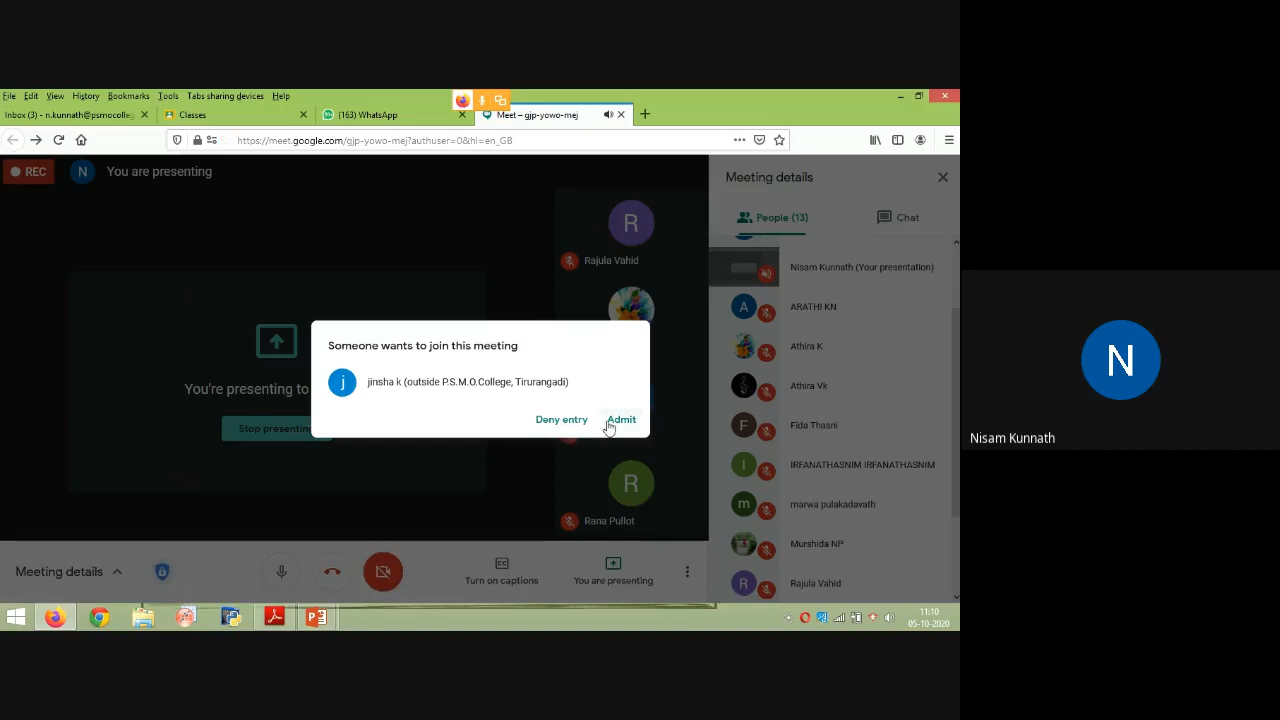 File Edit View History Bookmarks Tools Tabs sharing devices Help
Inbox (3) - n.kunnath@psmocolleg
Classes
(163) WhatsApp
Meet – gjp-yowo-mej
https://meet.google.com/gjp-yowo-mej?authuser=0&hl=en_GB
REC
N
You are presenting
Meeting details
People (13)
Chat
R
Rajula Vahid
Nisam Kunnath (Your presentation)
A
ARATHI KN
Athira K
Athira Vk
F
Fida Thasni
I
IRFANATHASNIM IRFANATHASNIM
m
marwa pulakadavath
Murshida NP
R
Rajula Vahid
Someone wants to join this meeting
j
jinsha k (outside P.S.M.O.College, Tirurangadi)
Deny entry
Admit
You're presenting to
Stop presentin
R
Rana Pullot
Meeting details
Turn on captions
You are presenting
11:10
05-10-2020
N
Nisam Kunnath